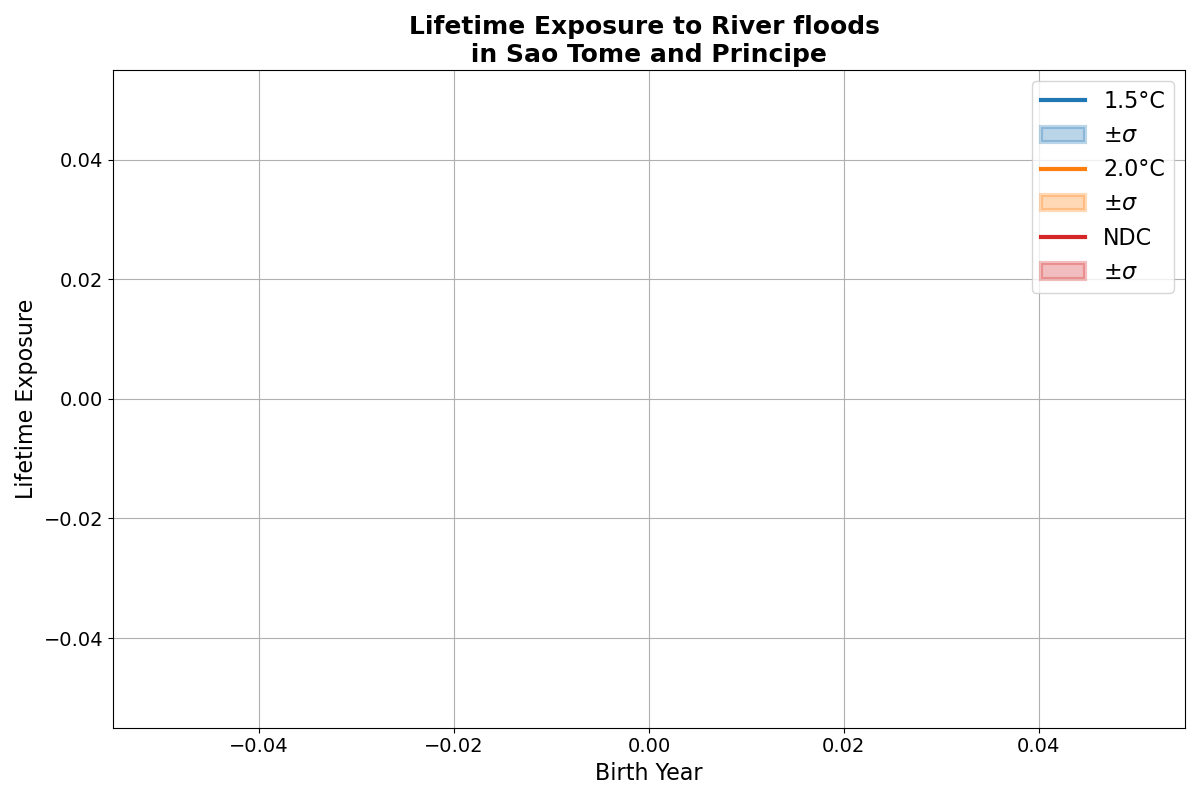 Lifetime Exposure to River floods
in Sao Tome and Principe
1.5°C
±σ
2.0°C
±σ
NDC
±σ
Lifetime Exposure
0.04
0.02
0.00
−0.02
−0.04
−0.04
−0.02
0.00
0.02
0.04
Birth Year